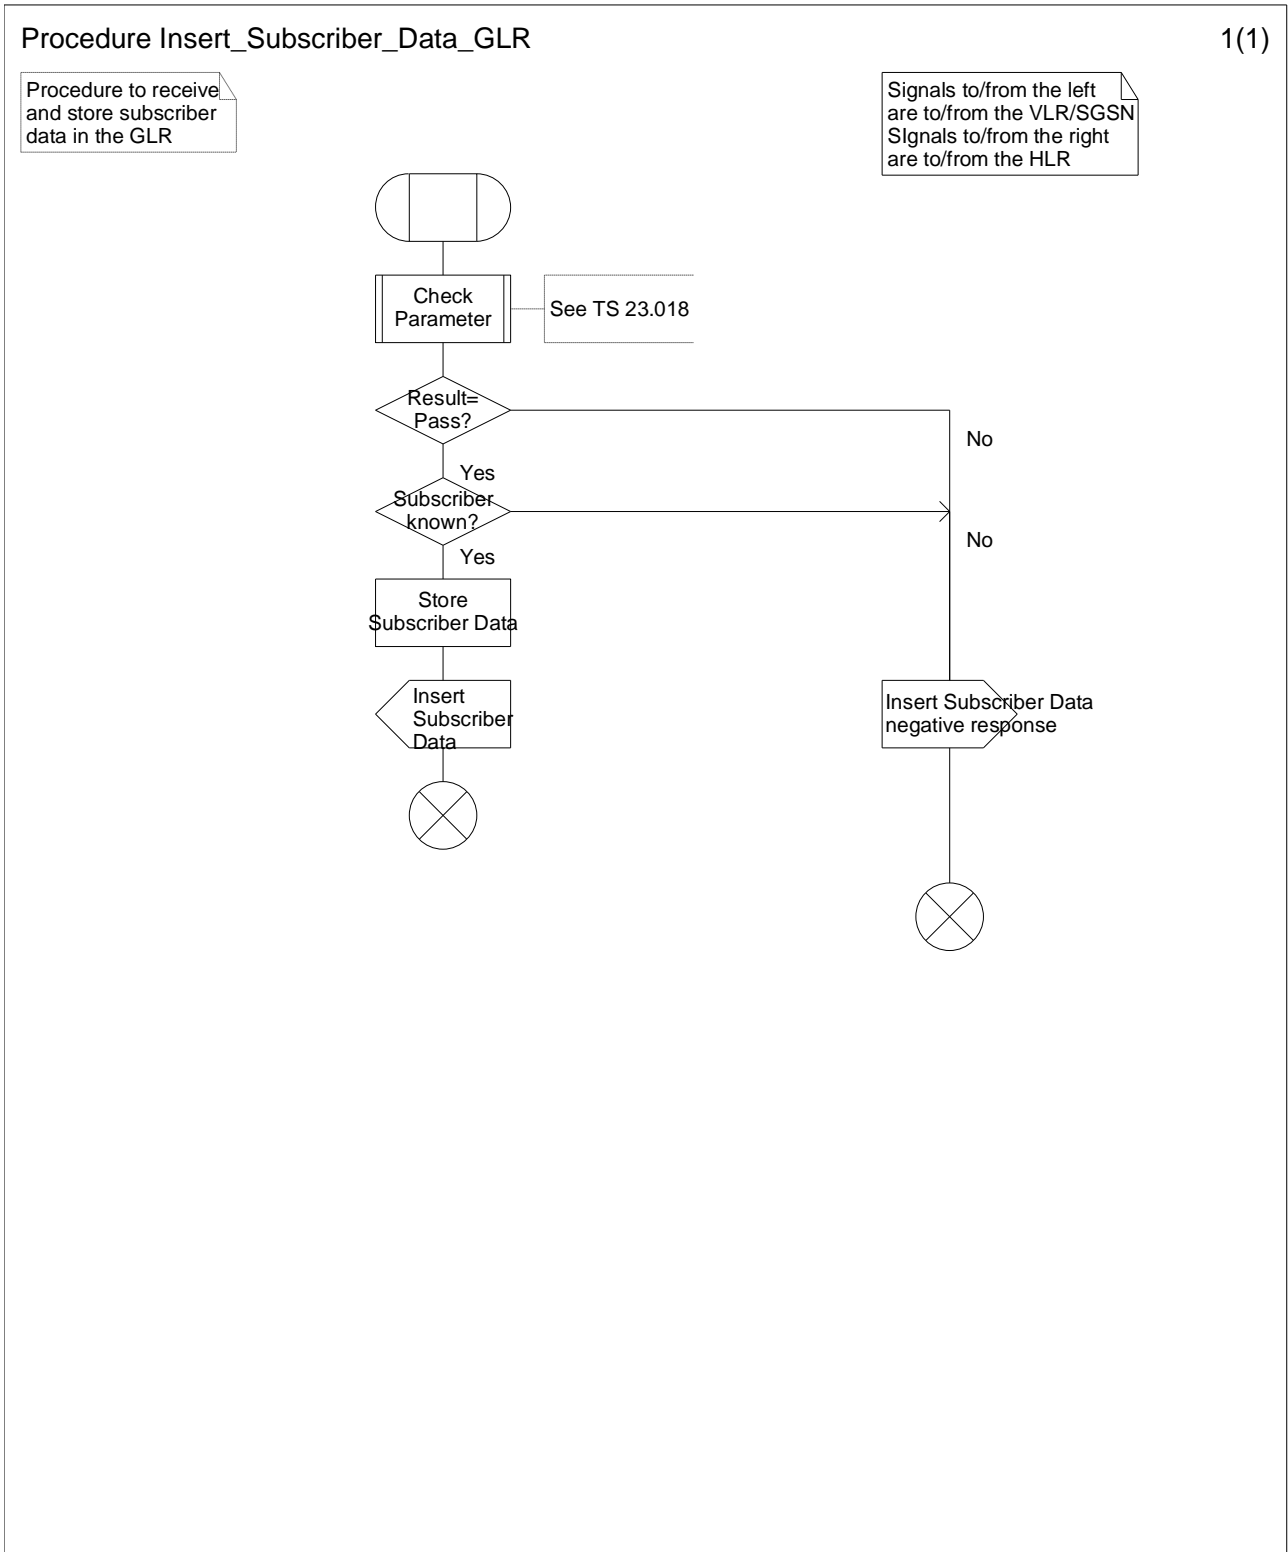 Procedure Insert_Subscriber_Data_GLR
1(1)
Procedure to receive
and store subscriber
data in the GLR
Signals to/from the left
are to/from the VLR/SGSN
SIgnals to/from the right
are to/from the HLR
Check
Parameter
See TS 23.018
Result=
Pass?
No
Yes
Subscriber
known?
No
Yes
Store
Subscriber Data
Insert
Subscriber
Data
Insert Subscriber Data
negative response